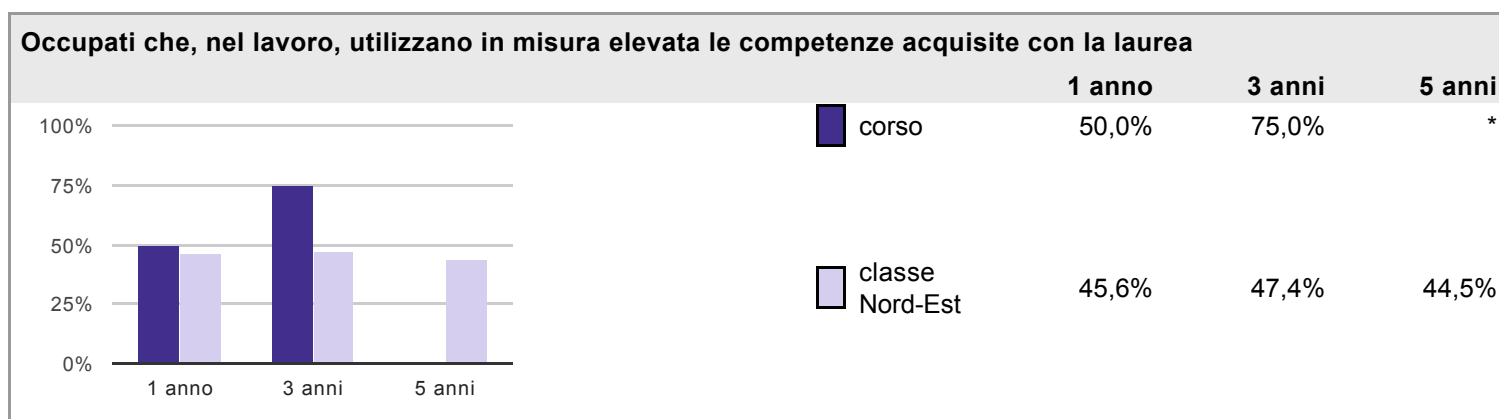 Occupati che, nel lavoro, utilizzano in misura elevata le competenze acquisite con la laurea
1 anno 3 anni 5 anni
100%
75%
50%
25%
0%
1 anno 3 anni 5 anni
corso 50,0% 75,0% *
classe
Nord-Est 45,6% 47,4% 44,5%